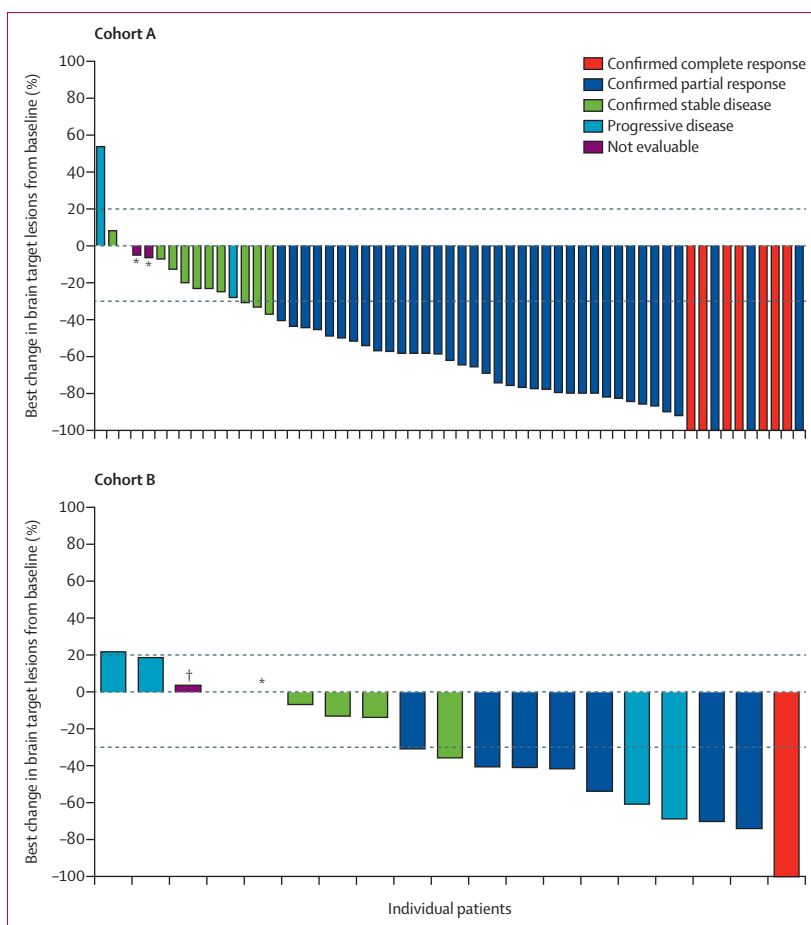 Cohort A
100
80
60
40
20
0
–20
–40
–60
–80
–100
Best change in brain target lesions from baseline (%)
Confirmed complete response
Confirmed partial response
Confirmed stable disease
Progressive disease
Not evaluable
* *
Cohort B
100
80
60
40
20
0
–20
–40
–60
–80
–100
Best change in brain target lesions from baseline (%)
†
*
Individual patients